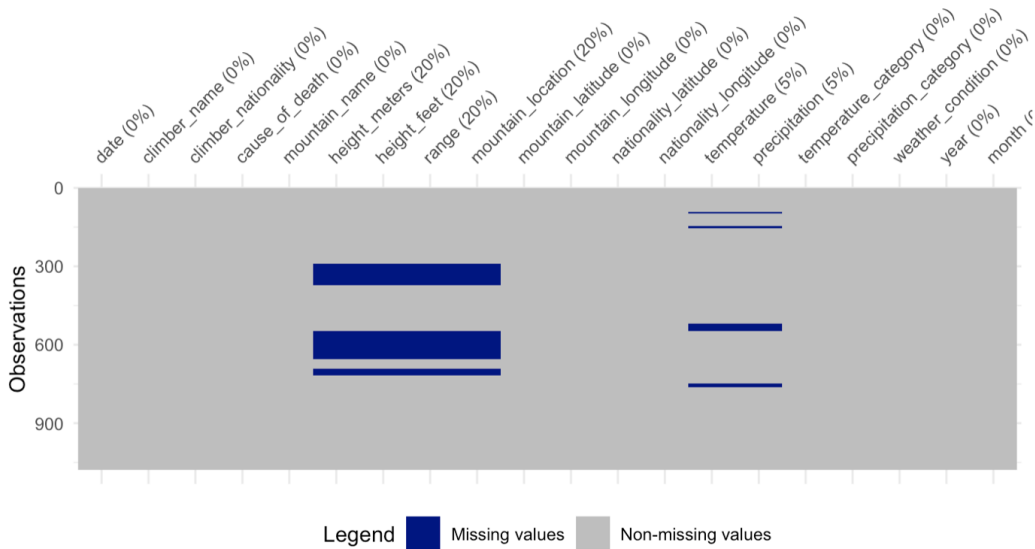 date (0%)
climber_name (0%)
climber_nationality (0%)
cause_of_death (0%)
mountain_name (0%)
height_meters (20%)
height_feet (20%)
range (20%)
mountain_location (20%)
mountain_latitude (0%)
mountain_longitude (0%)
nationality_latitude (0%)
nationality_longitude (0%)
temperature (5%)
precipitation (5%)
temperature_category (0%)
precipitation_category (0%)
weather_condition (0%)
year (0%)
month
0
300
600
900
Observations
Legend Missing values Non-missing values